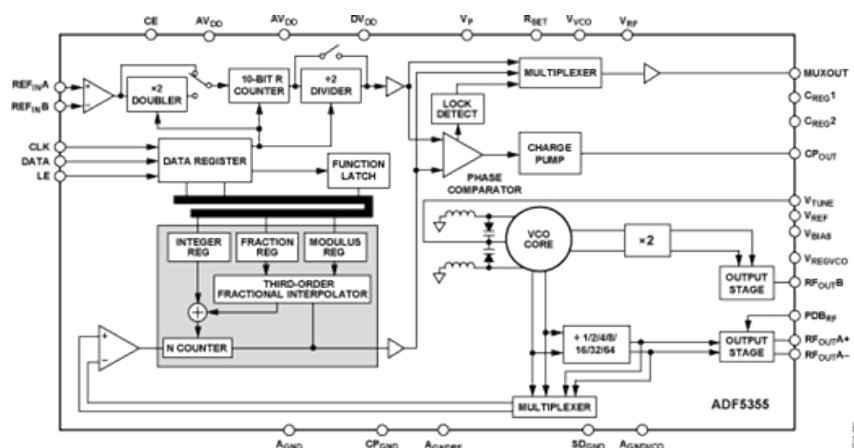 CE
AVDD
AVDD
DVDD
VP
RSET
VVCO
VRF
REFINA
REFINB
×2
DOUBLER
10-BIT R
COUNTER
÷2
DIVIDER
MULTIPLEXER
MUXOUT
LOCK
DETECT
CREG1
CREG2
CLK
DATA
LE
DATA REGISTER
FUNCTION
LATCH
CHARGE
PUMP
CPOUT
PHASE
COMPARATOR
VTUNE
VREF
VBIAS
VREGVCO
INTEGER
REG
FRACTION
REG
MODULUS
REG
VCO
CORE
×2
THIRD-ORDER
FRACTIONAL
INTERPOLATOR
OUTPUT
STAGE
RFOUTB
PDBRF
N COUNTER
÷ 1/2/4/8/
16/32/64
OUTPUT
STAGE
RFOUTA+
RFOUTA−
MULTIPLEXER
ADF5355
AGND
CPGND
AGNDRF
SDGND
AGNDVCO